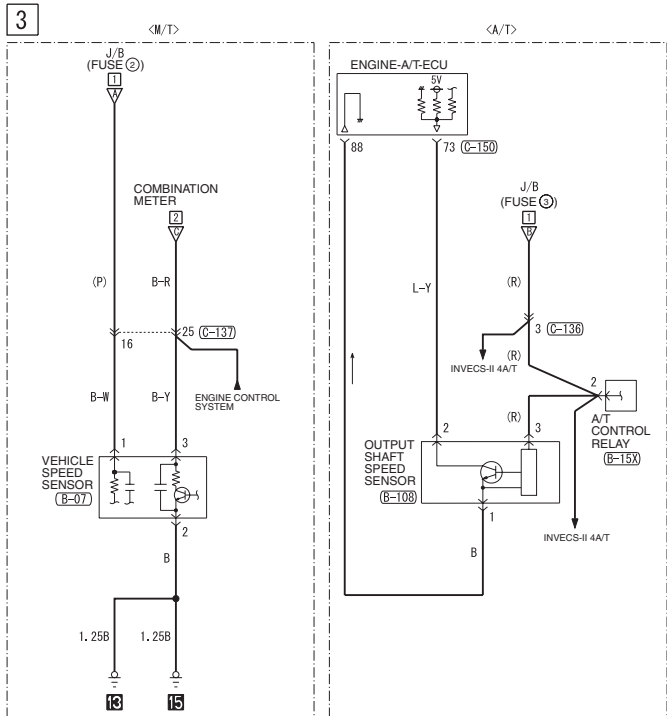 3
<M/T>
J/B
(FUSE ②)
1
A
COMBINATION
METER
2
C
(P)
B-R
16
25 (C-137)
ENGINE CONTROL
SYSTEM
B-W
B-Y
1
3
VEHICLE
SPEED
SENSOR
(B-07)
2
B
1.25B
1.25B
13
15
<A/T>
ENGINE-A/T-ECU
5V
88
73 (C-150)
J/B
(FUSE ③)
1
B
L-Y
(R)
3 (C-136)
INVECS-II 4A/T
(R)
2
A/T
CONTROL
RELAY
(B-15X)
(R)
2
3
OUTPUT
SHAFT
SPEED
SENSOR
(B-108)
1
B
INVECS-II 4A/T